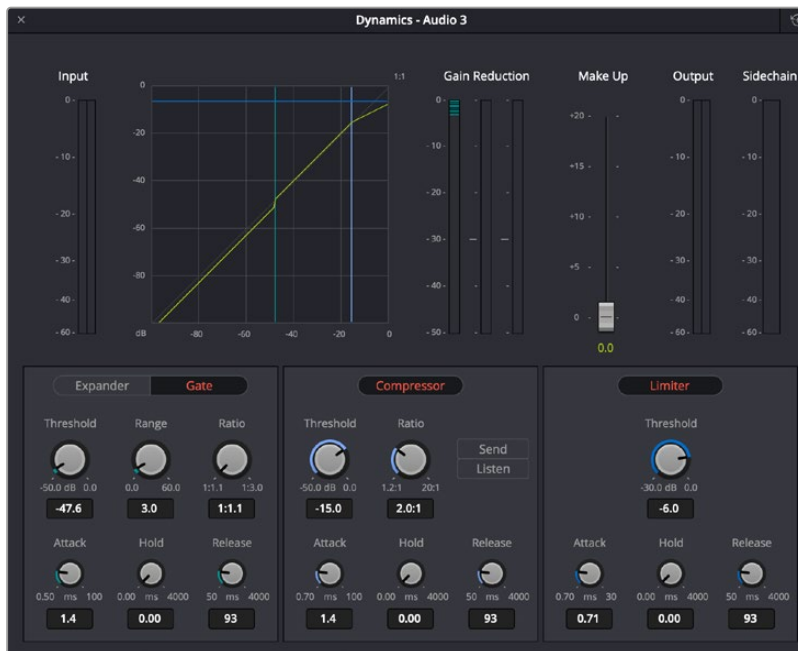 Dynamics - Audio 3
Input
1:1
Gain Reduction
Make Up
Output
Sidechain
0
-10
-20
-30
-40
-60
0
-20
-40
-60
-80
dB
-80
-60
-40
-20
0
0
-10
-20
-30
-40
-50
+20
+15
+10
+5
0
0.0
0
-10
-20
-30
-40
-60
0
-10
-20
-30
-40
-60
Expander Gate
Threshold Range Ratio
-50.0 dB 0.0 0.0 60.0 1:1.1 1:3.0
-47.6 3.0 1:1.1
Attack Hold Release
0.50 ms 100 0.00 ms 4000 50 ms 4000
1.4 0.00 93
Compressor
Threshold Ratio
Send
Listen
-50.0 dB 0.0 1.2:1 20:1
-15.0 2.0:1
Attack Hold Release
0.70 ms 100 0.00 ms 4000 50 ms 4000
1.4 0.00 93
Limiter
Threshold
-30.0 dB 0.0
-6.0
Attack Hold Release
0.70 ms 30 0.00 ms 4000 50 ms 4000
0.71 0.00 93